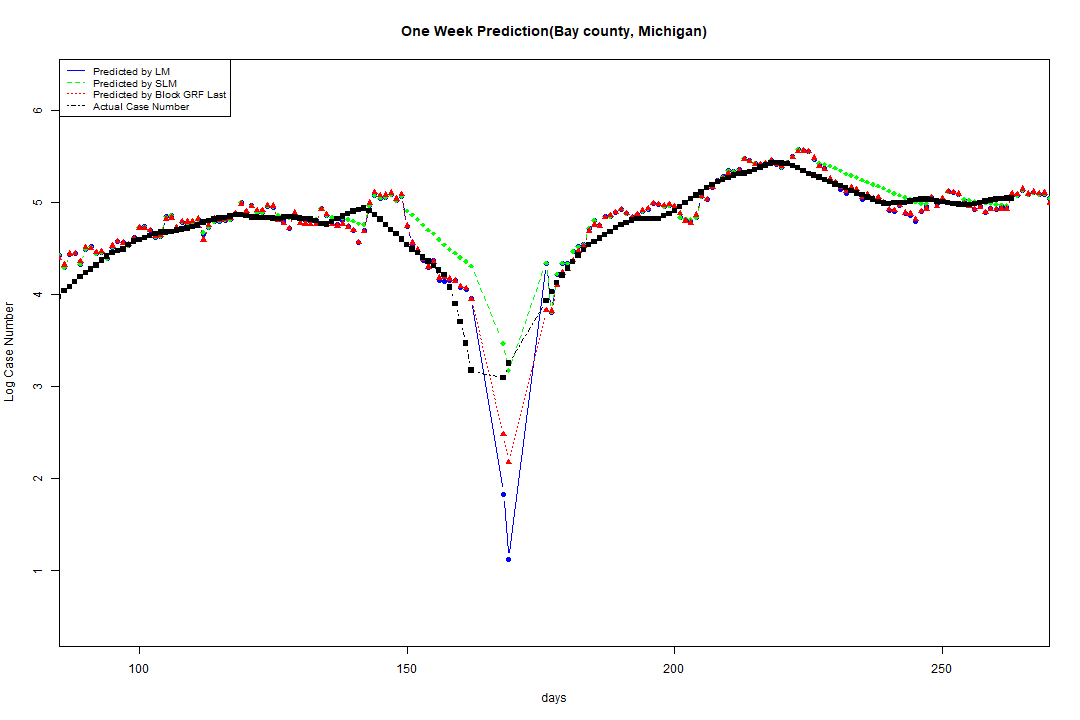 One Week Prediction(Bay county, Michigan)
Predicted by LM
Predicted by SLM
Predicted by Block GRF Last
Actual Case Number
6
5
4
3
2
1
Log Case Number
100 150 200 250
days